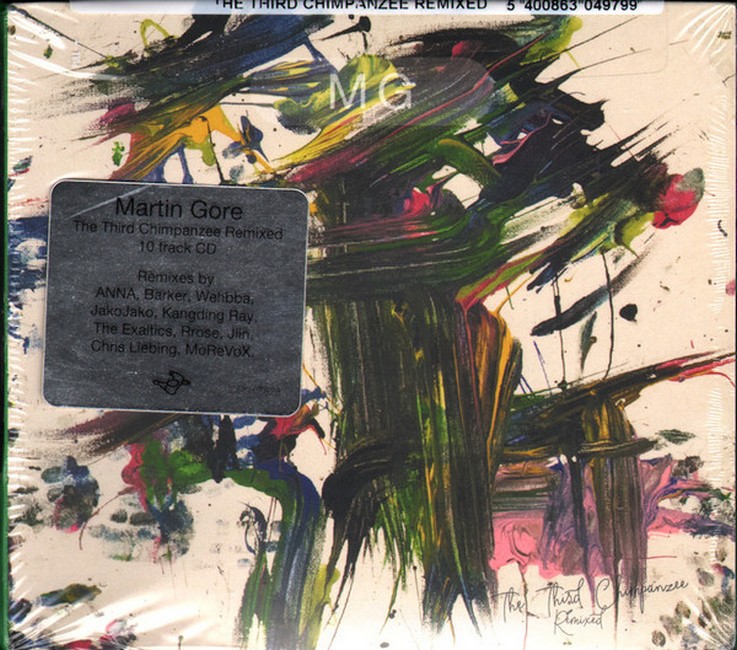 THE THIRD CHIMPANZEE REMIXED 5 400863 049799
MG
Martin Gore
The Third Chimpanzee Remixed
10 track CD
Remixes by
ANNA, Barker, Wehbba,
JakoJako, Kangding Ray,
The Exaltics, Rrose, Jlin,
Chris Liebing, MoReVoX.
The Third Chimpanzee
Remixed